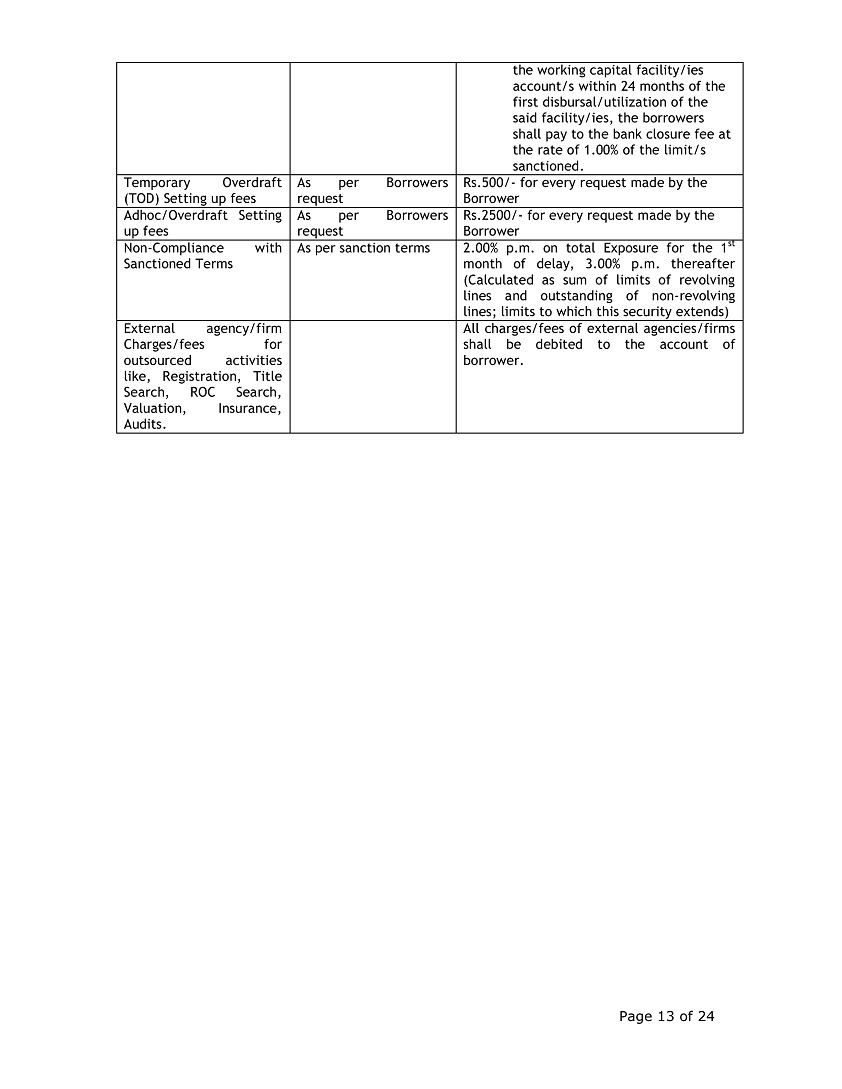 the working capital facility/ies
account/s within 24 months of the
first disbursal/utilization of the
said facility/ies, the borrowers
shall pay to the bank closure fee at
the rate of 1.00% of the limit/s
sanctioned.
Temporary Overdraft
(TOD) Setting up fees
As per Borrowers
request
Rs.500/- for every request made by the
Borrower
Adhoc/Overdraft Setting
up fees
As per Borrowers
request
Rs.2500/- for every request made by the
Borrower
Non-Compliance with
Sanctioned Terms
As per sanction terms
2.00% p.m. on total Exposure for the 1st
month of delay, 3.00% p.m. thereafter
(Calculated as sum of limits of revolving
lines and outstanding of non-revolving
lines; limits to which this security extends)
External agency/firm
Charges/fees for
outsourced activities
like, Registration, Title
Search, ROC Search,
Valuation, Insurance,
Audits.
All charges/fees of external agencies/firms
shall be debited to the account of
borrower.
Page 13 of 24